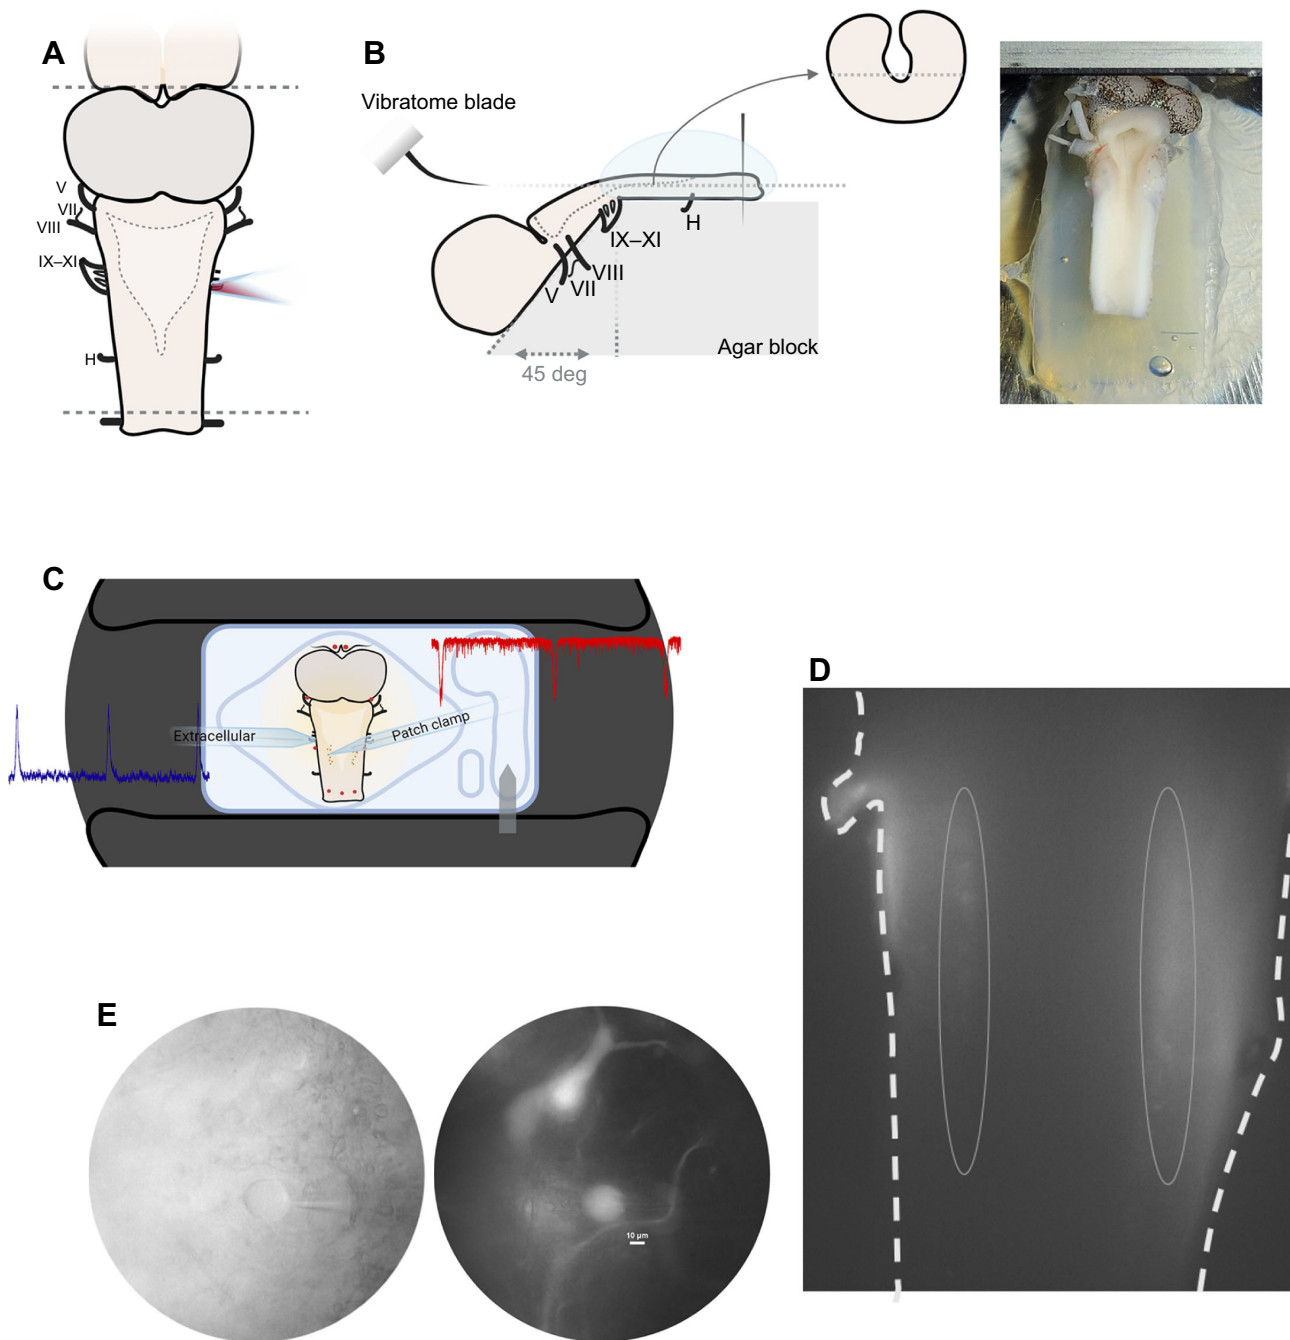 A
V
VII
VIII
IX–XI
H
B
Vibratome blade
IX–XI
H
VIII
VII
V
45 deg
Agar block
C
Extracellular
Patch clamp
D
E
10 µm